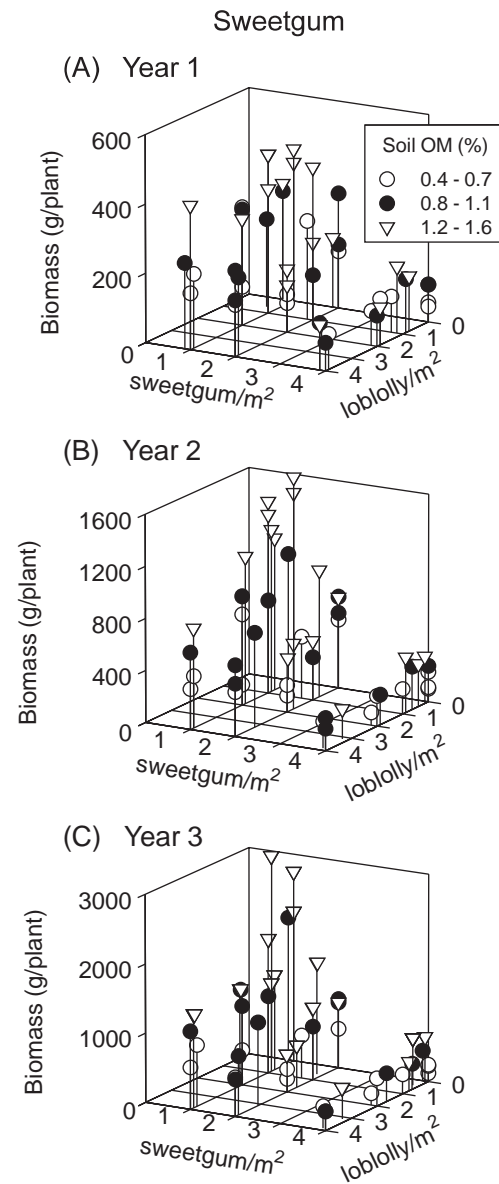 Sweetgum
(A) Year 1
Soil OM (%)
0.4 - 0.7
0.8 - 1.1
1.2 - 1.6
Biomass (g/plant)
600
400
200
0
1
2
3
4
sweetgum/m²
4
3
2
1
0
loblolly/m²
(B) Year 2
Biomass (g/plant)
1600
1200
800
400
0
1
2
3
4
sweetgum/m²
4
3
2
1
0
loblolly/m²
(C) Year 3
Biomass (g/plant)
3000
2000
1000
0
1
2
3
4
sweetgum/m²
4
3
2
1
0
loblolly/m²